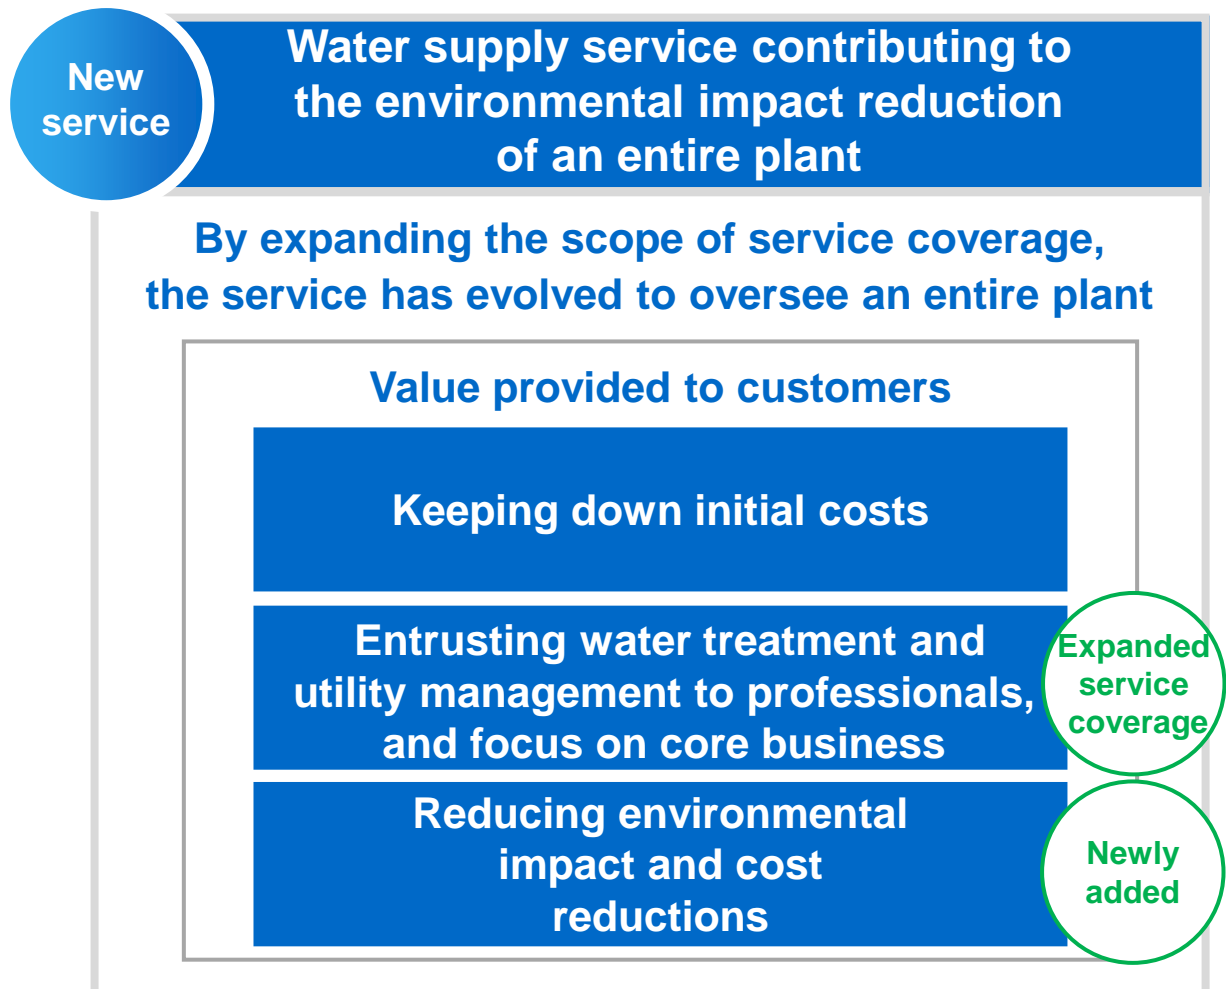 New
service
Water supply service contributing to
the environmental impact reduction
of an entire plant
By expanding the scope of service coverage,
the service has evolved to oversee an entire plant
Value provided to customers
Keeping down initial costs
Entrusting water treatment and
utility management to professionals,
and focus on core business
Expanded
service
coverage
Reducing environmental
impact and cost
reductions
Newly
added